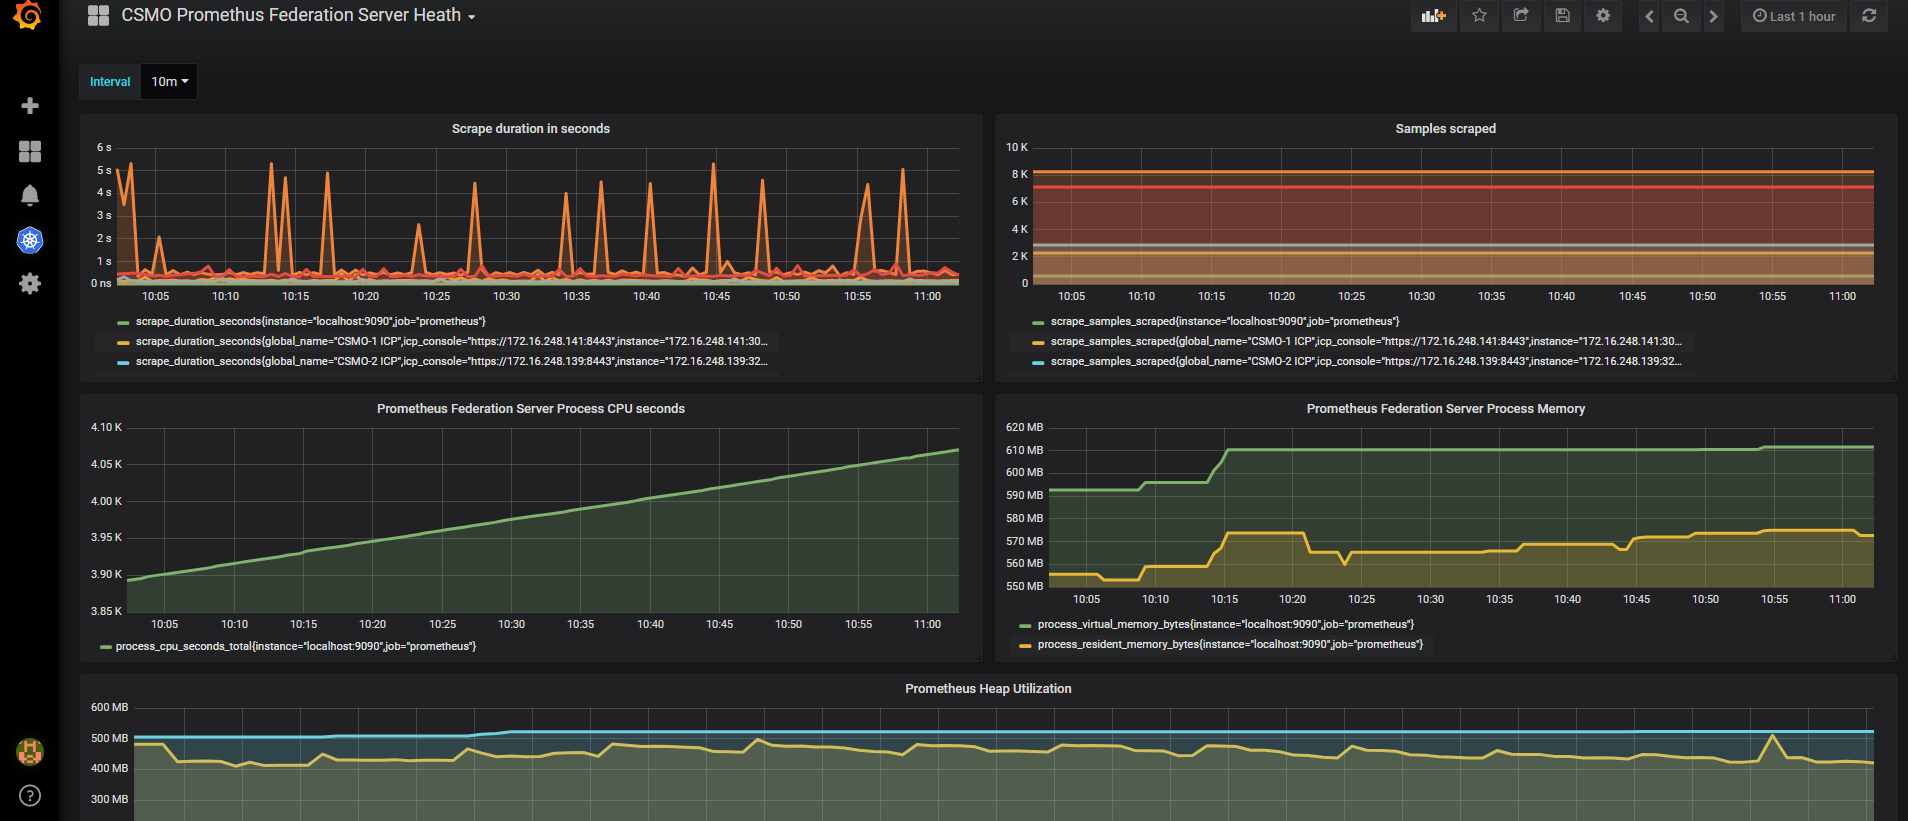 CSMO Promethus Federation Server Heath
Last 1 hour
Interval 10m
Scrape duration in seconds
6 s
5 s
4 s
3 s
2 s
1 s
0 ns
10:05 10:10 10:15 10:20 10:25 10:30 10:35 10:40 10:45 10:50 10:55 11:00
scrape_duration_seconds{instance="localhost:9090",job="prometheus"}
scrape_duration_seconds{global_name="CSMO-1 ICP",icp_console="https://172.16.248.141:8443",instance="172.16.248.141:30...
scrape_duration_seconds{global_name="CSMO-2 ICP",icp_console="https://172.16.248.139:8443",instance="172.16.248.139:32...
Samples scraped
10 K
8 K
6 K
4 K
2 K
0
10:05 10:10 10:15 10:20 10:25 10:30 10:35 10:40 10:45 10:50 10:55 11:00
scrape_samples_scraped{instance="localhost:9090",job="prometheus"}
scrape_samples_scraped{global_name="CSMO-1 ICP",icp_console="https://172.16.248.141:8443",instance="172.16.248.141:30...
scrape_samples_scraped{global_name="CSMO-2 ICP",icp_console="https://172.16.248.139:8443",instance="172.16.248.139:32...
Prometheus Federation Server Process CPU seconds
4.10 K
4.05 K
4.00 K
3.95 K
3.90 K
3.85 K
10:05 10:10 10:15 10:20 10:25 10:30 10:35 10:40 10:45 10:50 10:55 11:00
process_cpu_seconds_total{instance="localhost:9090",job="prometheus"}
Prometheus Federation Server Process Memory
620 MB
610 MB
600 MB
590 MB
580 MB
570 MB
560 MB
550 MB
10:05 10:10 10:15 10:20 10:25 10:30 10:35 10:40 10:45 10:50 10:55 11:00
process_virtual_memory_bytes{instance="localhost:9090",job="prometheus"}
process_resident_memory_bytes{instance="localhost:9090",job="prometheus"}
Prometheus Heap Utilization
600 MB
500 MB
400 MB
300 MB